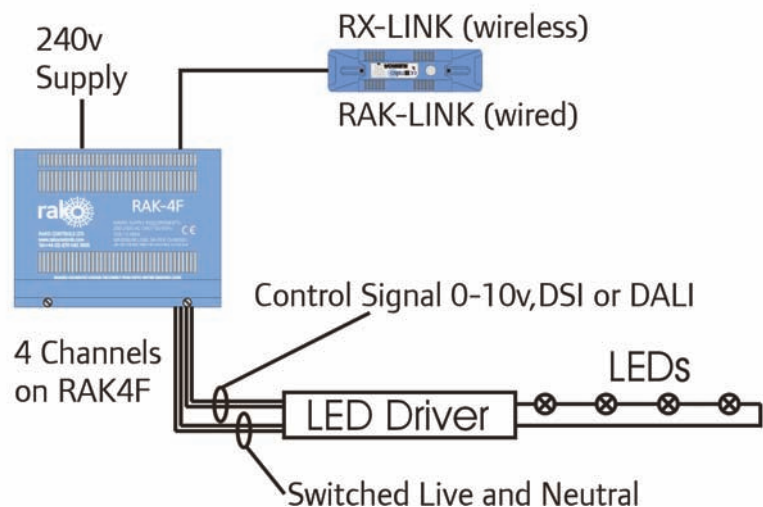 240v
Supply
RX-LINK (wireless)
RAK-LINK (wired)
rako
RAK-4F
CE
Control Signal 0-10v,DSI or DALI
4 Channels
on RAK4F
LEDs
LED Driver
Switched Live and Neutral